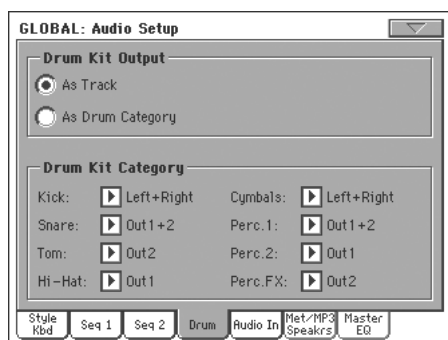 GLOBAL: Audio Setup
Drum Kit Output
As Track
As Drum Category
Drum Kit Category
Kick: Left+Right Cymbals: Left+Right
Snare: Out1+2 Perc.1: Out1+2
Tom: Out2 Perc.2: Out1
Hi-Hat: Out1 Perc.FX: Out2
Style Kbd Seq 1 Seq 2 Drum Audio In Met/MP3 Speakrs Master EQ